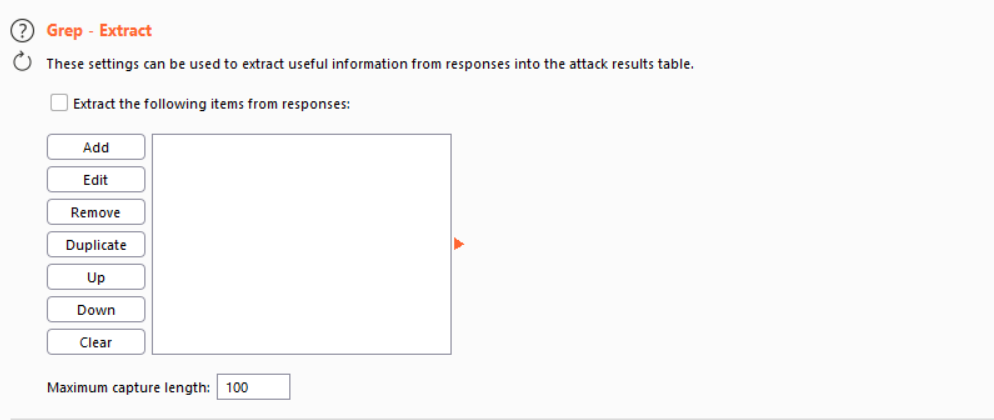 ?
Grep - Extract
These settings can be used to extract useful information from responses into the attack results table.
Extract the following items from responses:
Add
Edit
Remove
Duplicate
Up
Down
Clear
Maximum capture length: 100